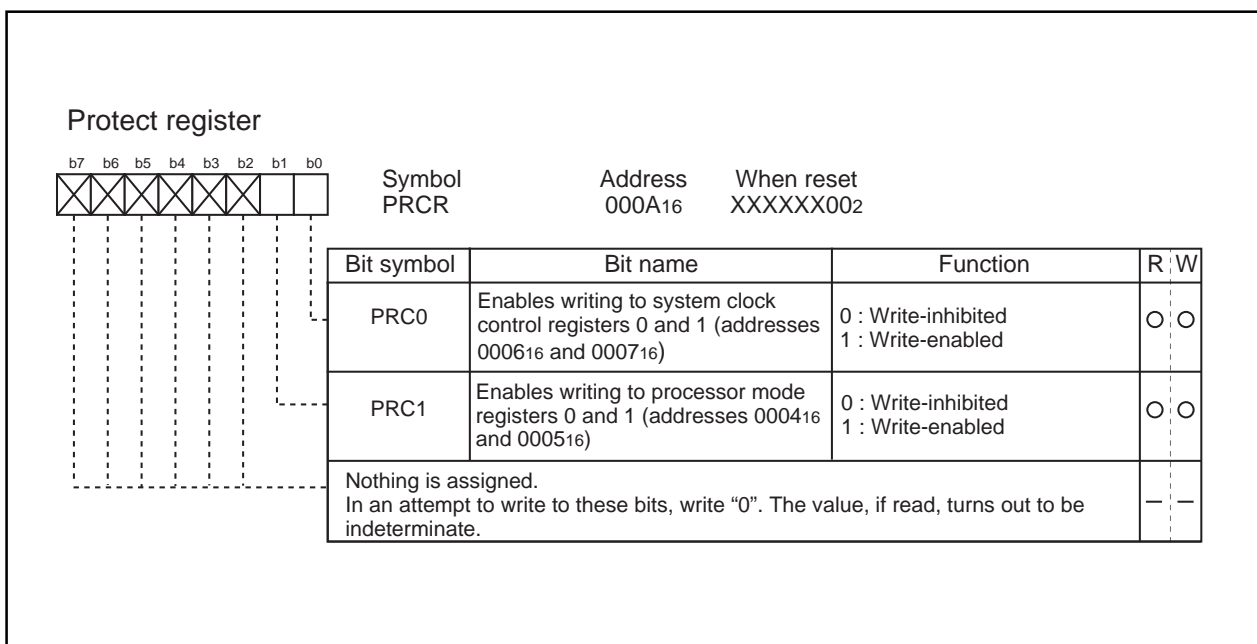 Protect register
b7 b6 b5 b4 b3 b2 b1 b0
Symbol Address When reset
PRCR 000A16 XXXXXX002
Bit symbol Bit name Function R W
PRC0 Enables writing to system clock
control registers 0 and 1 (addresses
000616 and 000716)
0 : Write-inhibited
1 : Write-enabled
PRC1 Enables writing to processor mode
registers 0 and 1 (addresses 000416
and 000516)
0 : Write-inhibited
1 : Write-enabled
Nothing is assigned.
In an attempt to write to these bits, write “0”. The value, if read, turns out to be
indeterminate.